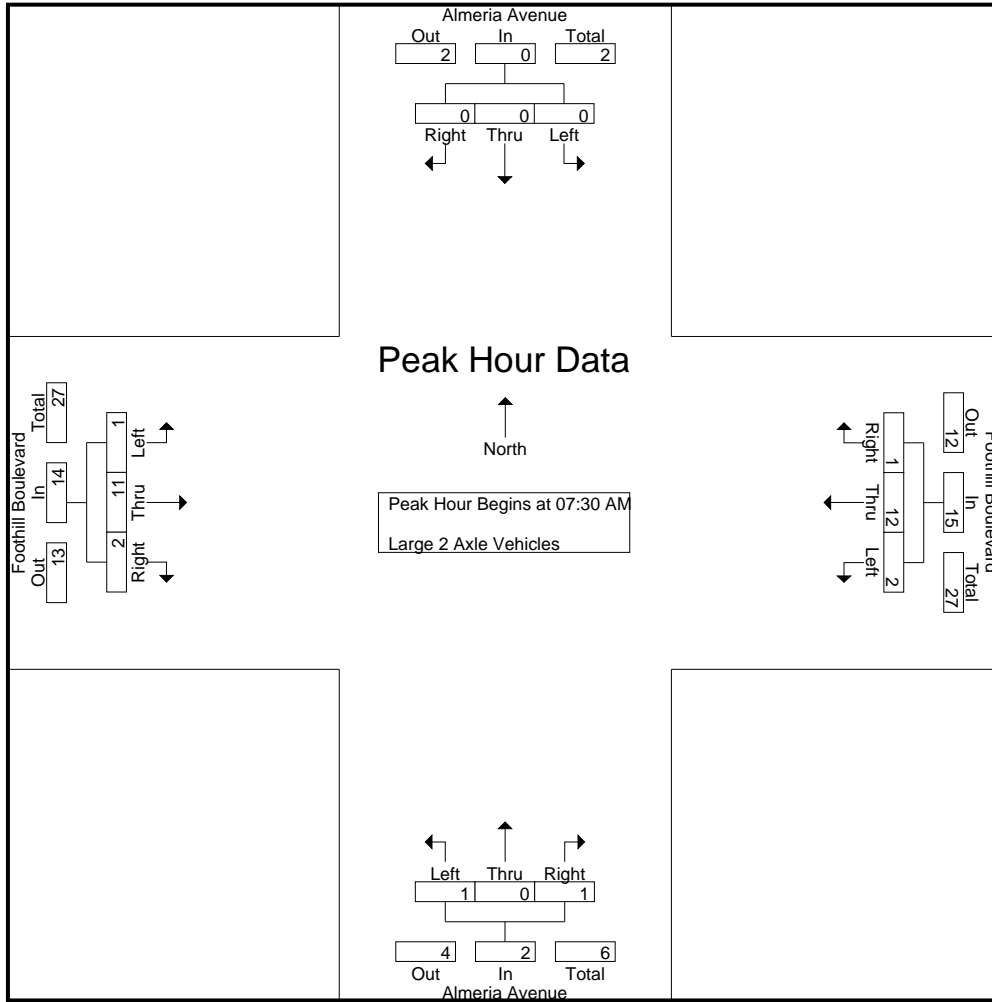 Almeria Avenue
Out In Total
2 0 2
0 0 0
Right Thru Left
Peak Hour Data
North
Peak Hour Begins at 07:30 AM
Large 2 Axle Vehicles
Foothill Boulevard
Out In Total
13 14 27
2 11 1
Right Thru Left
Foothill Boulevard
Out In Total
12 15 27
1 12 2
Right Thru Left
Left Thru Right
1 0 1
4 2 6
Out In Total
Almeria Avenue